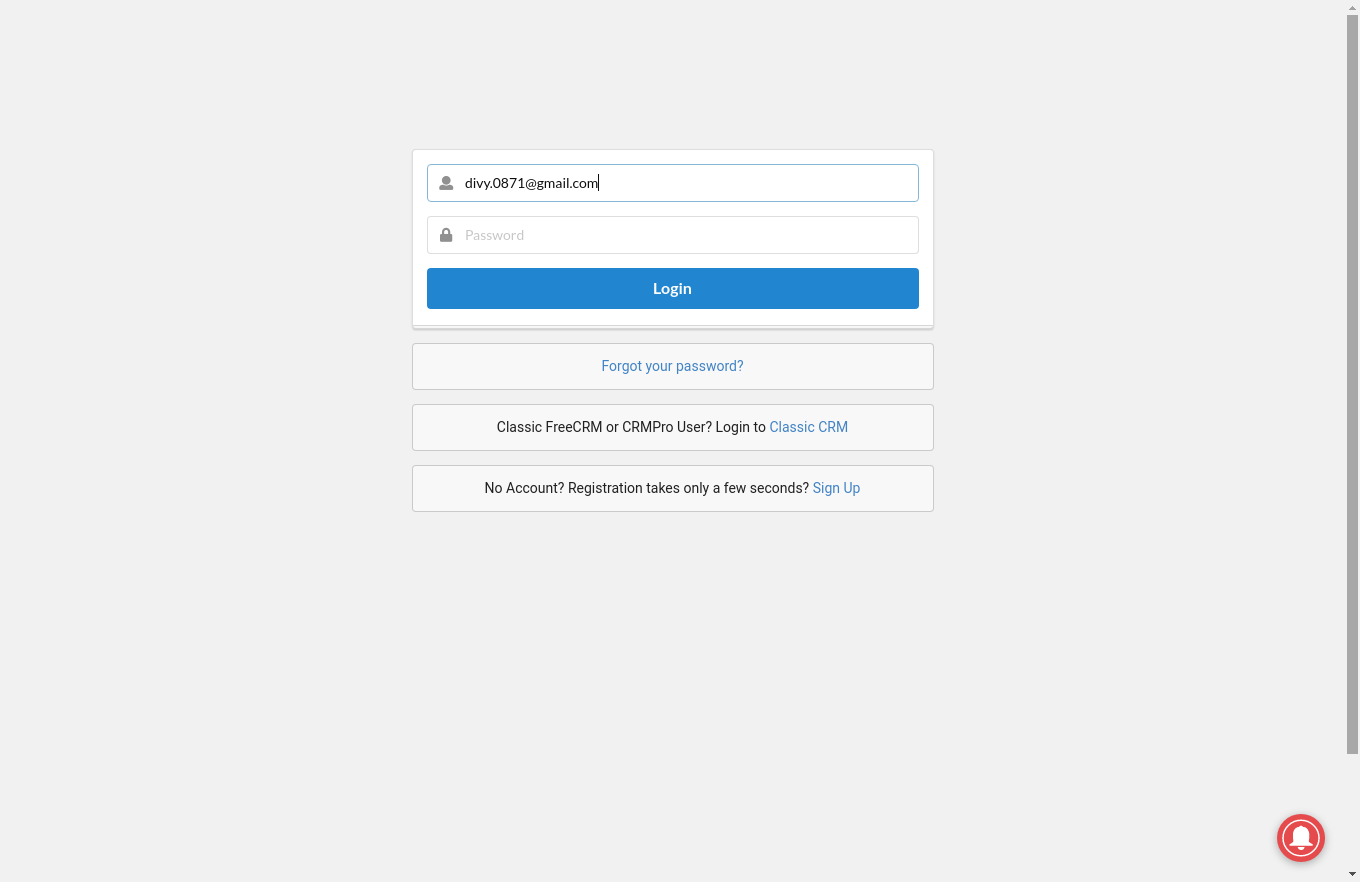 divy.0871@gmail.com
Password
Login
Forgot your password?
Classic FreeCRM or CRMPro User? Login to Classic CRM
No Account? Registration takes only a few seconds? Sign Up